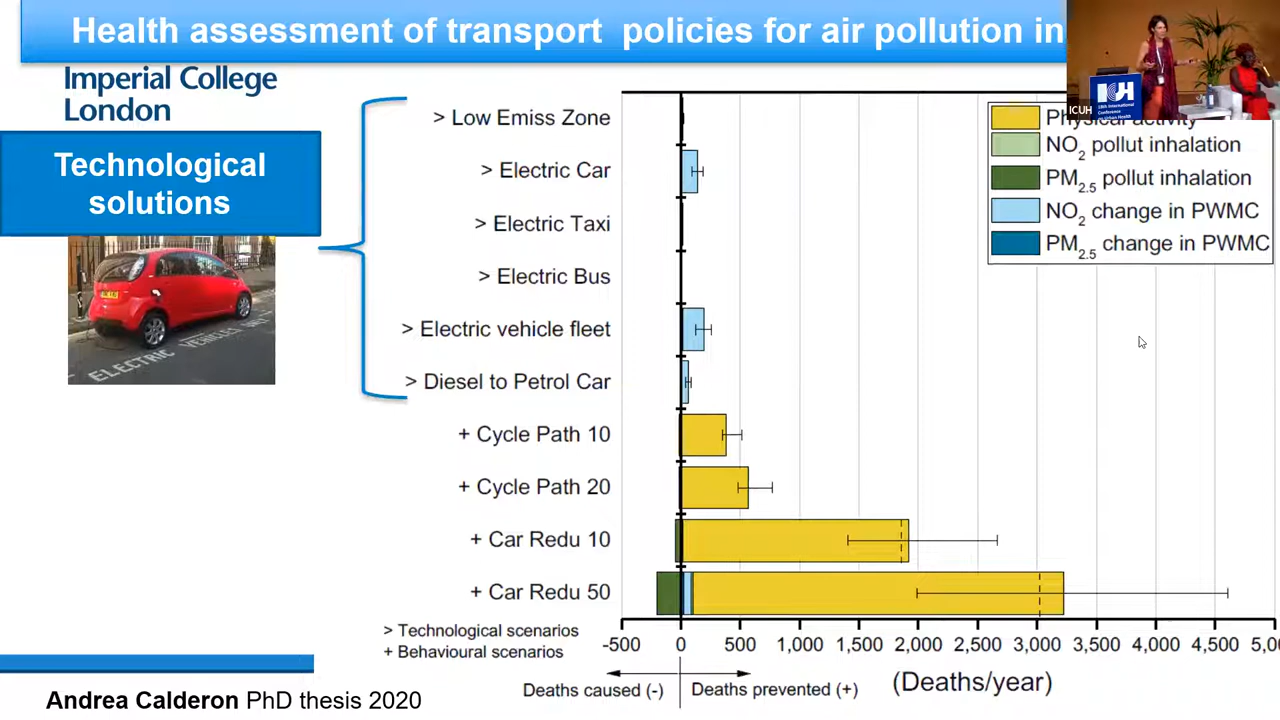 Health assessment of transport policies for air pollution in
Imperial College
London
Technological
solutions
ELECTRIC VEHICLES
> Low Emiss Zone
> Electric Car
> Electric Taxi
> Electric Bus
> Electric vehicle fleet
> Diesel to Petrol Car
+ Cycle Path 10
+ Cycle Path 20
+ Car Redu 10
+ Car Redu 50
> Technological scenarios
+ Behavioural scenarios
Physical activity
NO2 pollut inhalation
PM2.5 pollut inhalation
NO2 change in PWMC
PM2.5 change in PWMC
-500 0 500 1,000 1,500 2,000 2,500 3,000 3,500 4,000 4,500
Deaths caused (-) Deaths prevented (+)
(Deaths/year)
Andrea Calderon PhD thesis 2020
ICUH